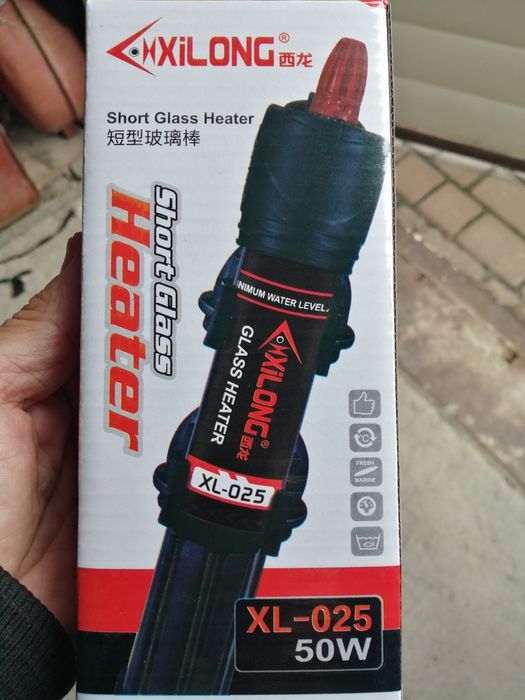 XiLONG® 西龙
Short Glass Heater
短型玻璃棒
Short Glass
Heater
NIMUM WATER LEVEL
XiLONG® 西龙
GLASS HEATER
XL-025
C
FRESH
MARINE
XL-025
50W